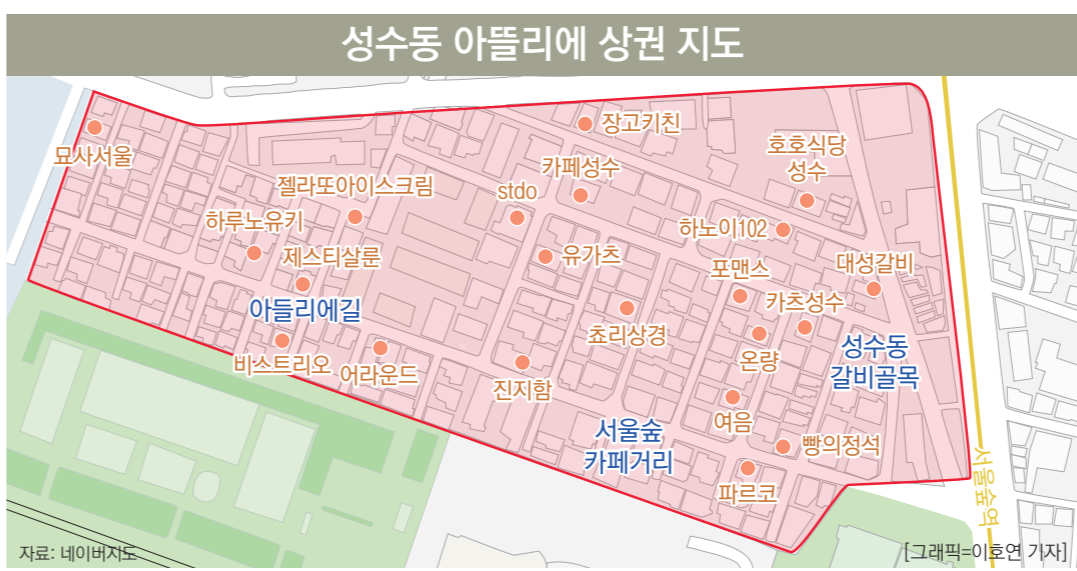 성수동 아뜰리에 상권 지도
묘사서울
장고키친
호호식당
성수
카페성수
젤라또아이스크림
stdo
하루노유키
하노이102
제스티살룬
유가츠
포맨스
대성갈비
아들리에길
카츠성수
쵸리상경
온량
성수동
갈비골목
비스트리오
어라운드
진지함
여음
서울숲
카페거리
빵의정석
파르코
서울숲역
자료: 네이버지도
[그래픽=이호연 기자]